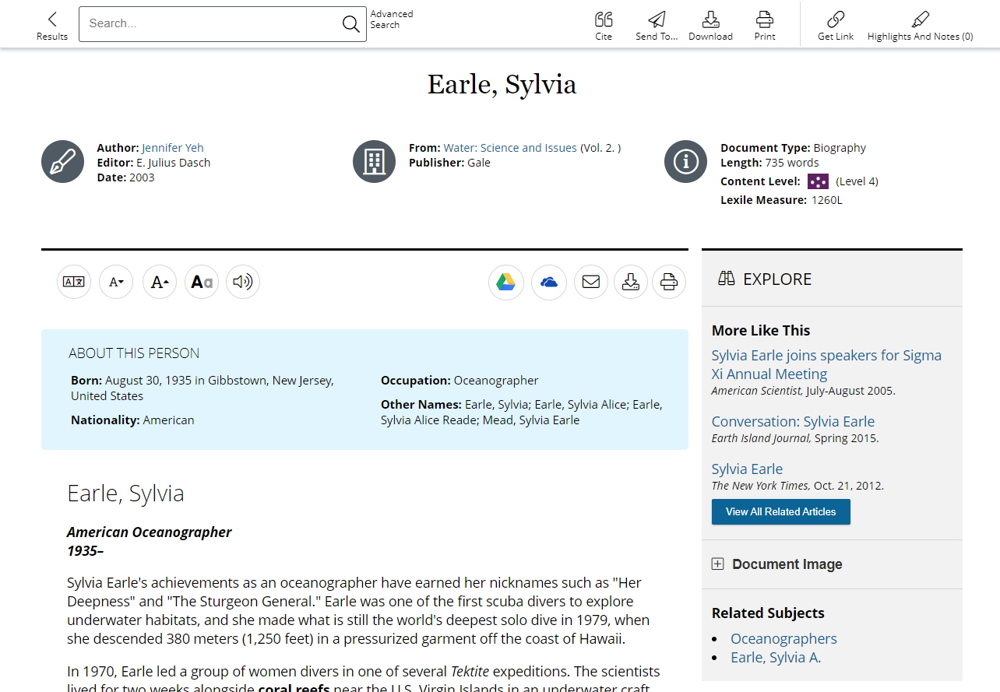 Results
Search...
Advanced
Search
Cite
Send To...
Download
Print
Get Link
Highlights And Notes (0)
Earle, Sylvia
Author: Jennifer Yeh
Editor: E. Julius Dasch
Date: 2003
From: Water: Science and Issues (Vol. 2. )
Publisher: Gale
Document Type: Biography
Length: 735 words
Content Level: (Level 4)
Lexile Measure: 1260L
A
A
Aa
ABOUT THIS PERSON
Born: August 30, 1935 in Gibbstown, New Jersey,
United States
Nationality: American
Occupation: Oceanographer
Other Names: Earle, Sylvia; Earle, Sylvia Alice; Earle,
Sylvia Alice Reade; Mead, Sylvia Earle
Earle, Sylvia
American Oceanographer
1935–
Sylvia Earle's achievements as an oceanographer have earned her nicknames such as "Her
Deepness" and "The Sturgeon General." Earle was one of the first scuba divers to explore
underwater habitats, and she made what is still the world's deepest solo dive in 1979, when
she descended 380 meters (1,250 feet) in a pressurized garment off the coast of Hawaii.
In 1970, Earle led a group of women divers in one of several Tektite expeditions. The scientists
lived for two weeks alongside coral reefs near the U.S. Virgin Islands in an underwater craft
EXPLORE
More Like This
Sylvia Earle joins speakers for Sigma
Xi Annual Meeting
American Scientist, July-August 2005.
Conversation: Sylvia Earle
Earth Island Journal, Spring 2015.
Sylvia Earle
The New York Times, Oct. 21, 2012.
View All Related Articles
Document Image
Related Subjects
Oceanographers
Earle, Sylvia A.